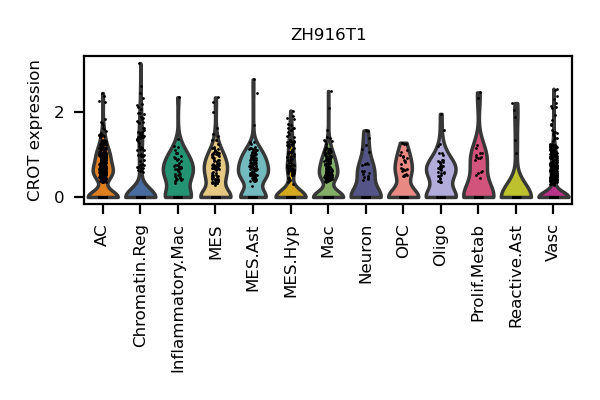 ZH916T1
CROT expression
2
0
AC
Chromatin.Reg
Inflammatory.Mac
MES
MES.Ast
MES.Hyp
Mac
Neuron
OPC
Oligo
Prolif.Metab
Reactive.Ast
Vasc